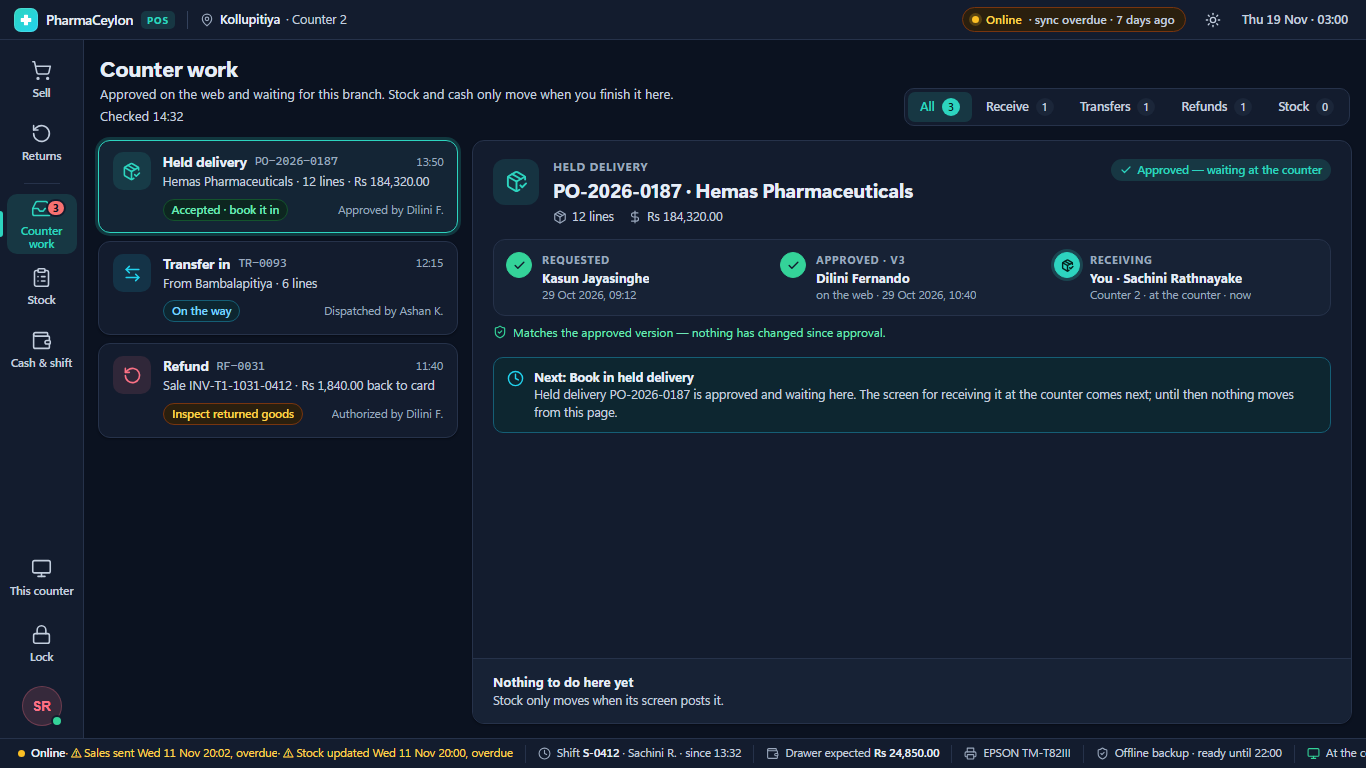 PharmaCeylon POS
Kollupitiya · Counter 2
Online · sync overdue · 7 days ago
Thu 19 Nov · 03:00
Sell
Returns
3
Counter
work
Stock
Cash & shift
This counter
Lock
SR
Counter work
Approved on the web and waiting for this branch. Stock and cash only move when you finish it here.
Checked 14:32
All 3 Receive 1 Transfers 1 Refunds 1 Stock 0
Held delivery PO-2026-0187 13:50
Hemas Pharmaceuticals · 12 lines · Rs 184,320.00
Accepted · book it in Approved by Dilini F.
Transfer in TR-0093 12:15
From Bambalapitiya · 6 lines
On the way Dispatched by Ashan K.
Refund RF-0031 11:40
Sale INV-T1-1031-0412 · Rs 1,840.00 back to card
Inspect returned goods Authorized by Dilini F.
HELD DELIVERY
PO-2026-0187 · Hemas Pharmaceuticals
12 lines $ Rs 184,320.00
Approved — waiting at the counter
REQUESTED
Kasun Jayasinghe
29 Oct 2026, 09:12
APPROVED · V3
Dilini Fernando
on the web · 29 Oct 2026, 10:40
RECEIVING
You · Sachini Rathnayake
Counter 2 · at the counter · now
Matches the approved version — nothing has changed since approval.
Next: Book in held delivery
Held delivery PO-2026-0187 is approved and waiting here. The screen for receiving it at the counter comes next; until then nothing moves
from this page.
Nothing to do here yet
Stock only moves when its screen posts it.
Online· ⚠ Sales sent Wed 11 Nov 20:02, overdue· ⚠ Stock updated Wed 11 Nov 20:00, overdue
Shift S-0412 · Sachini R. · since 13:32
Drawer expected Rs 24,850.00
EPSON TM-T82III
Offline backup · ready until 22:00
At the